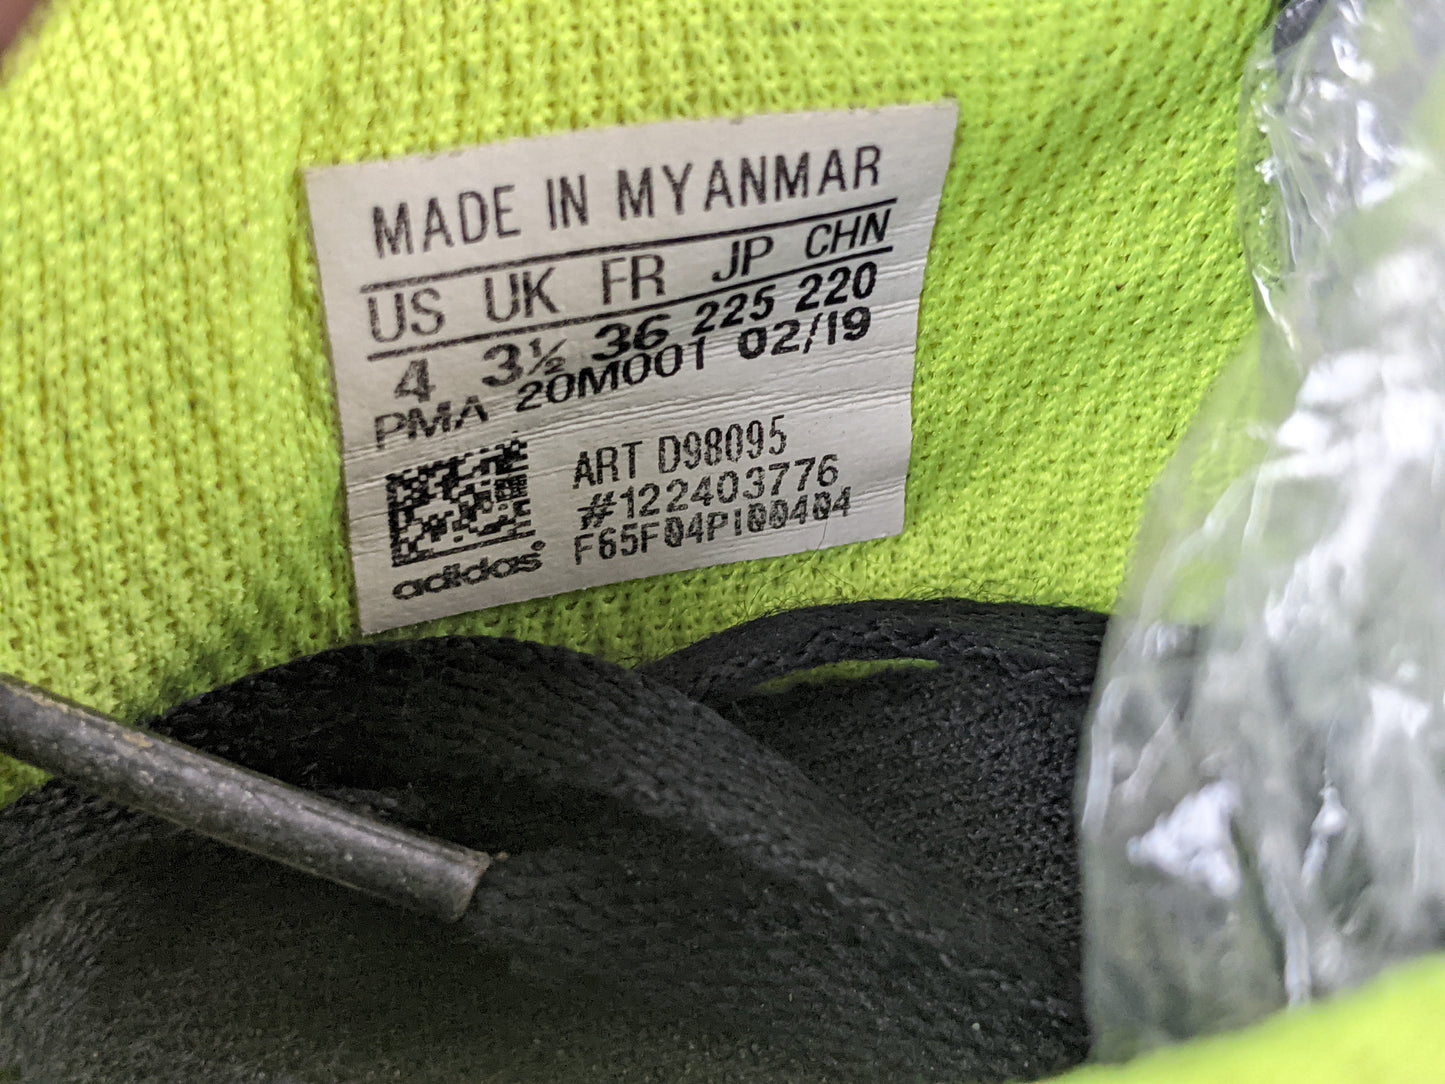 MADE IN MYANMAR
US UK FR JP CHN
4 3½ 36 225 220
PMA 20M001 02/19
ART D98095
#122403776
F65F04PI00404
adidas®